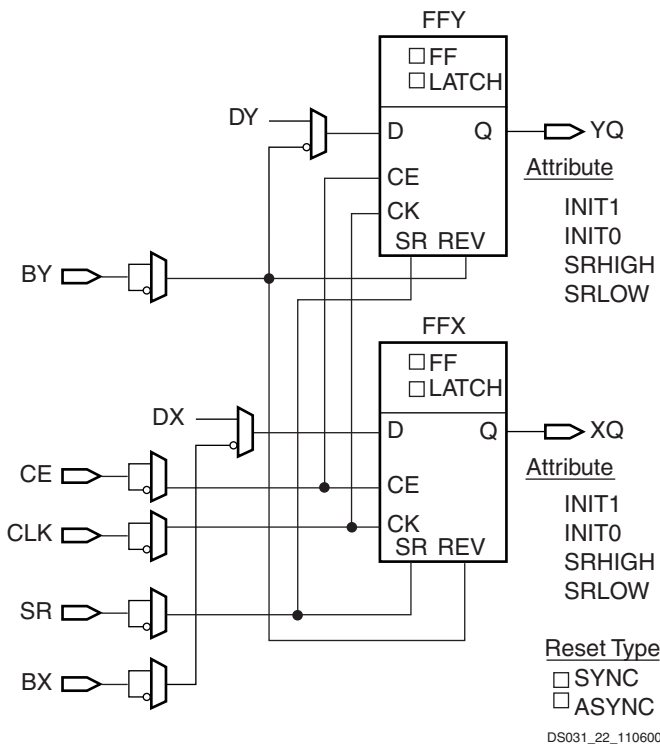 FFY
FF
LATCH
DY
D Q
YQ
CE
CK
SR REV
Attribute
INIT1
INIT0
SRHIGH
SRLOW
BY
FFX
FF
LATCH
DX
D Q
XQ
CE
CE
CLK
CK
SR REV
Attribute
INIT1
INIT0
SRHIGH
SRLOW
SR
BX
Reset Type
SYNC
ASYNC
DS031_22_110600